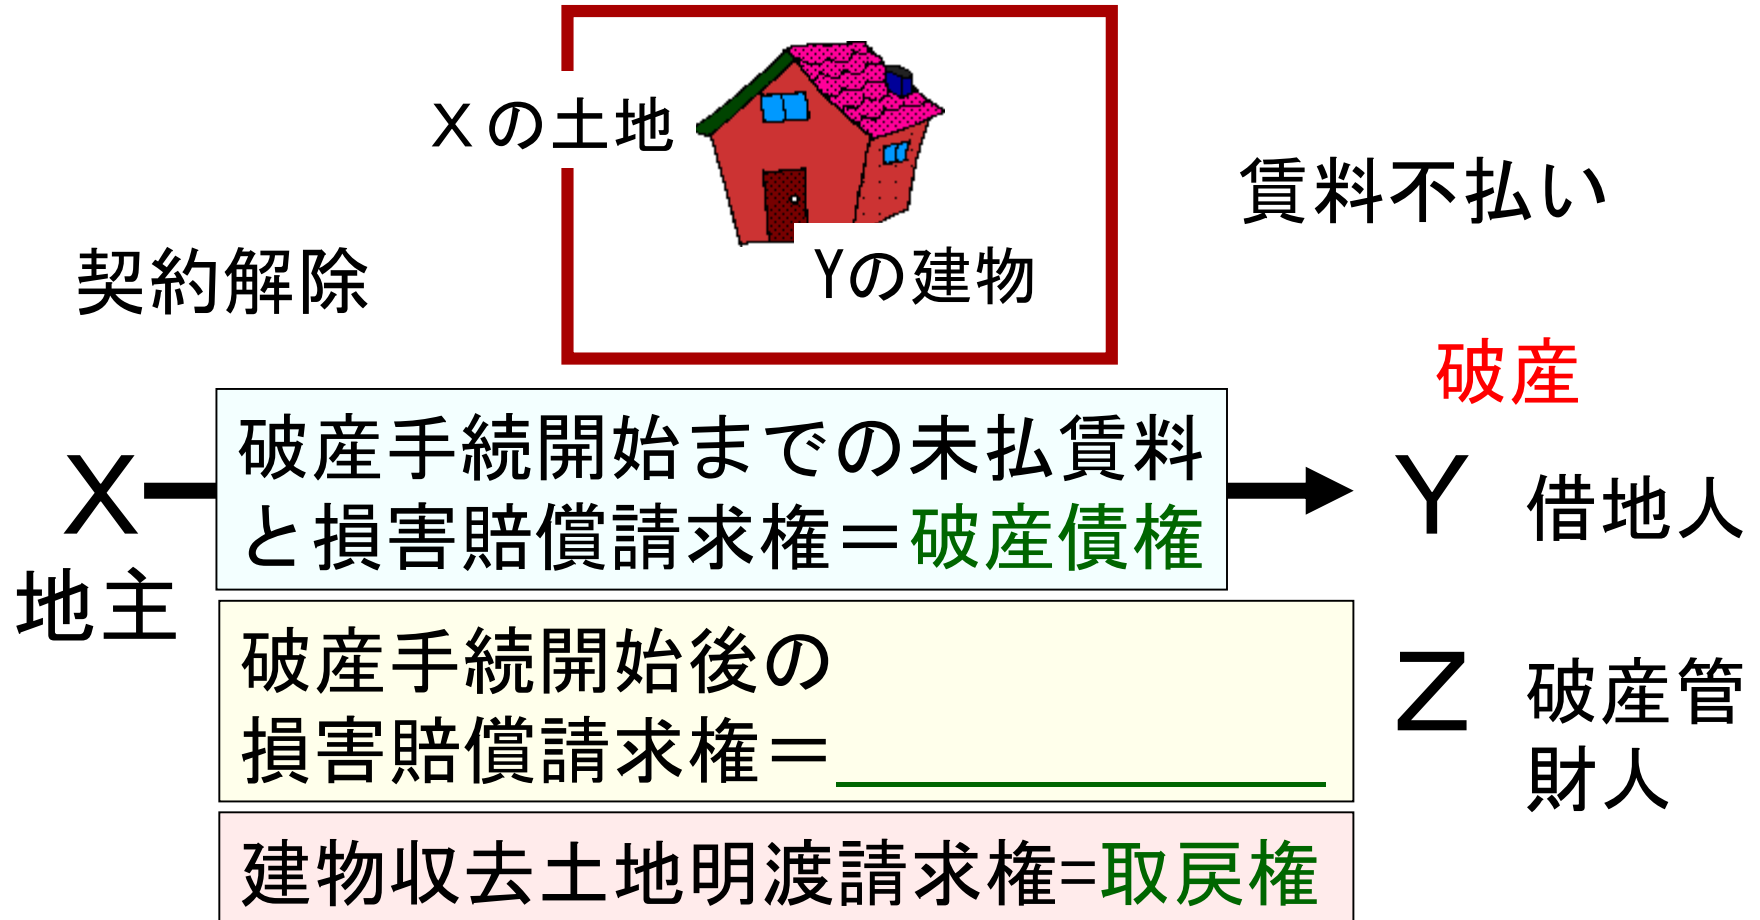 Xの土地
賃料不払い
契約解除
Yの建物
破産
破産手続開始までの未払賃料
と損害賠償請求権＝破産債権
X
Y 借地人
地主
破産手続開始後の
損害賠償請求権＝
Z 破産管
財人
建物収去土地明渡請求権=取戻権